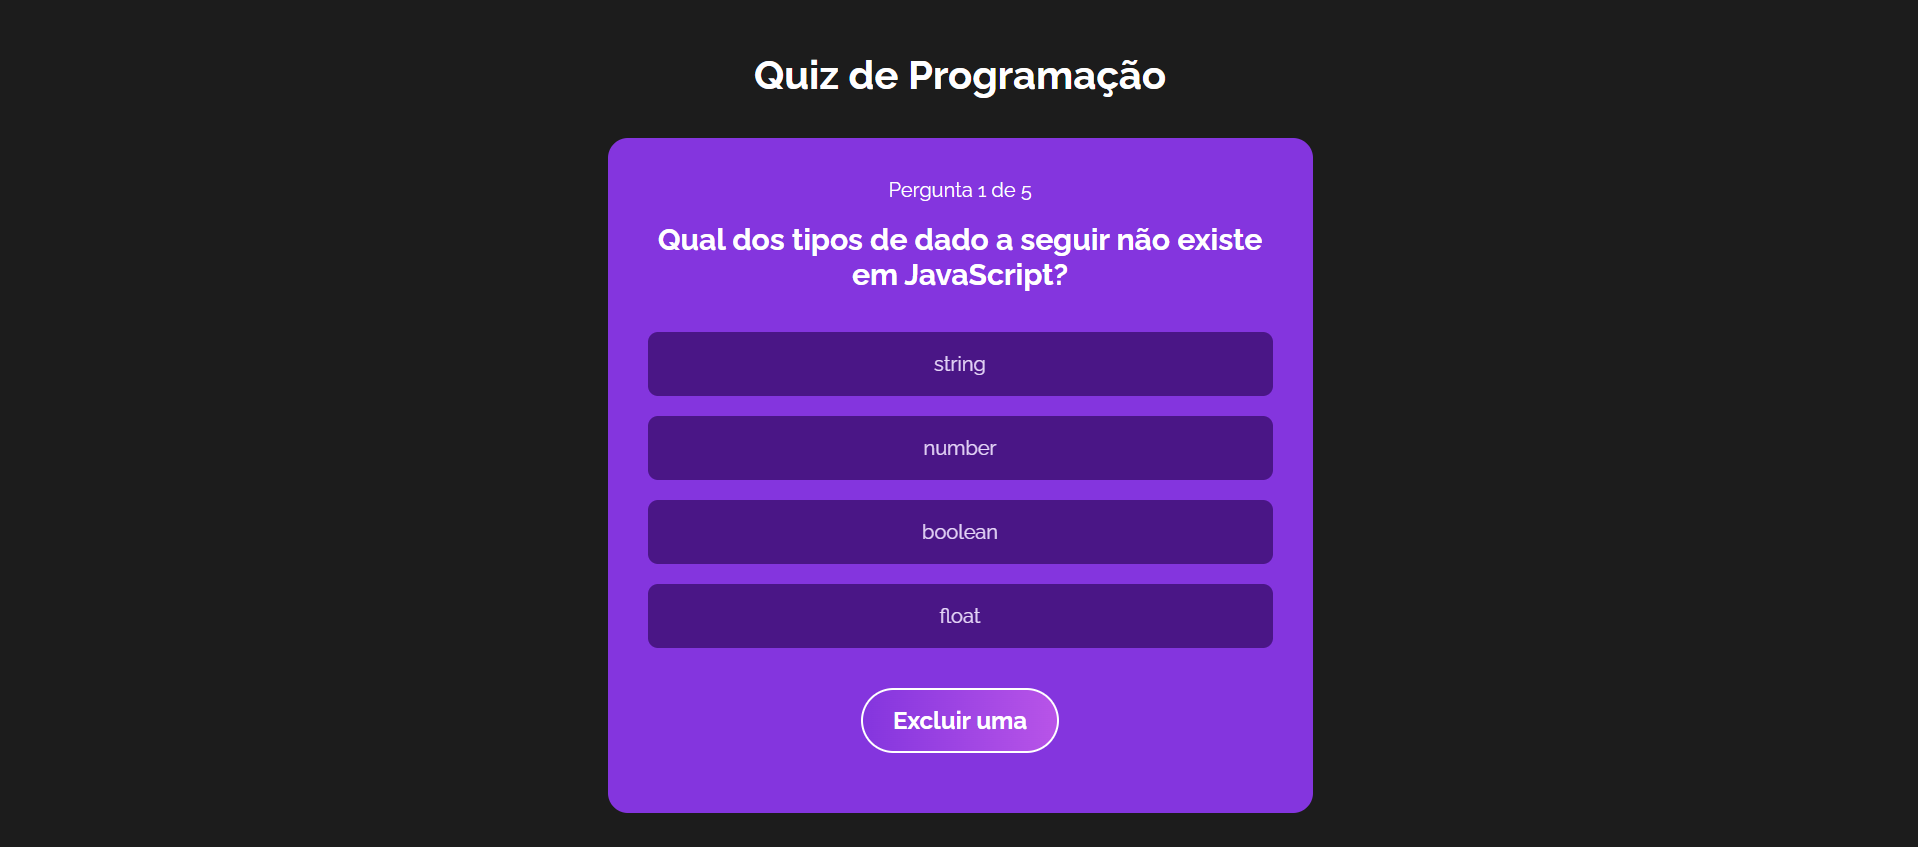 Quiz de Programação
Pergunta 1 de 5
Qual dos tipos de dado a seguir não existe
em JavaScript?
string
number
boolean
float
Excluir uma